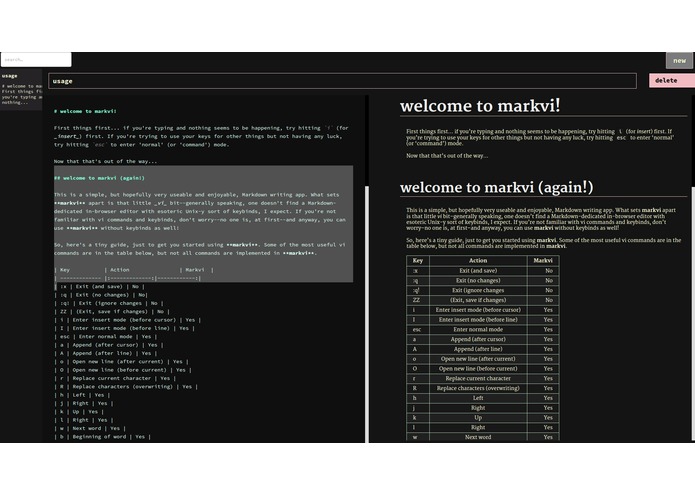 search…
new
usage
# welcome to ma
First things fir
you're typing an
nothing...
usage
delete
# welcome to markvi!
First things first... if you're typing and nothing seems to be happening, try hitting `i` (for
_insert_) first. If you're trying to use your keys for other things but not having any luck,
try hitting `esc` to enter 'normal' (or 'command') mode.
Now that that's out of the way...
## welcome to markvi (again!)
This is a simple, but hopefully very useable and enjoyable, Markdown writing app. What sets
**markvi** apart is that little _vi_ bit--generally speaking, one doesn't find a Markdown-
dedicated in-browser editor with esoteric Unix-y sort of keybinds, I expect. If you're not
familiar with vi commands and keybinds, don't worry--no one is, at first--and anyway, you can
use **markvi** without keybinds as well!
So, here's a tiny guide, just to get you started using **markvi**. Some of the most useful vi
commands are in the table below, but not all commands are implemented in **markvi**.
| Key | Action | Markvi |
| ------------- |:-------------:|-------------:|
| :x | Exit (and save) | No |
| :q | Exit (no changes) | No|
| :q! | Exit (ignore changes | No |
| ZZ | (Exit, save if changes) | No |
| i | Enter insert mode (before cursor) | Yes |
| I | Enter insert mode (before line) | Yes |
| esc | Enter normal mode | Yes |
| a | Append (after cursor) | Yes |
| A | Append (after line) | Yes |
| o | Open new line (after current) | Yes |
| O | Open new line (before current) | Yes |
| r | Replace current character | Yes |
| R | Replace characters (overwriting) | Yes |
| h | Left | Yes |
| j | Right | Yes |
| k | Up | Yes |
| l | Right | Yes |
| w | Next word | Yes |
| b | Beginning of word | Yes |
welcome to markvi!
First things first... if you're typing and nothing seems to be happening, try hitting i (for insert) first. If
you're trying to use your keys for other things but not having any luck, try hitting esc to enter 'normal'
(or 'command') mode.
Now that that's out of the way...
welcome to markvi (again!)
This is a simple, but hopefully very useable and enjoyable, Markdown writing app. What sets markvi apart
is that little vi bit--generally speaking, one doesn't find a Markdown-dedicated in-browser editor with
esoteric Unix-y sort of keybinds, I expect. If you're not familiar with vi commands and keybinds, don't
worry--no one is, at first-and anyway, you can use markvi without keybinds as well!
So, here's a tiny guide, just to get you started using markvi. Some of the most useful vi commands are in the
table below, but not all commands are implemented in markvi.
Key Action Markvi
:x Exit (and save) No
:q Exit (no changes) No
:q! Exit (ignore changes No
ZZ (Exit, save if changes) No
i Enter insert mode (before cursor) Yes
I Enter insert mode (before line) Yes
esc Enter normal mode Yes
a Append (after cursor) Yes
A Append (after line) Yes
o Open new line (after current) Yes
O Open new line (before current) Yes
r Replace current character Yes
R Replace characters (overwriting) Yes
h Left Yes
j Right Yes
k Up Yes
l Right Yes
w Next word Yes